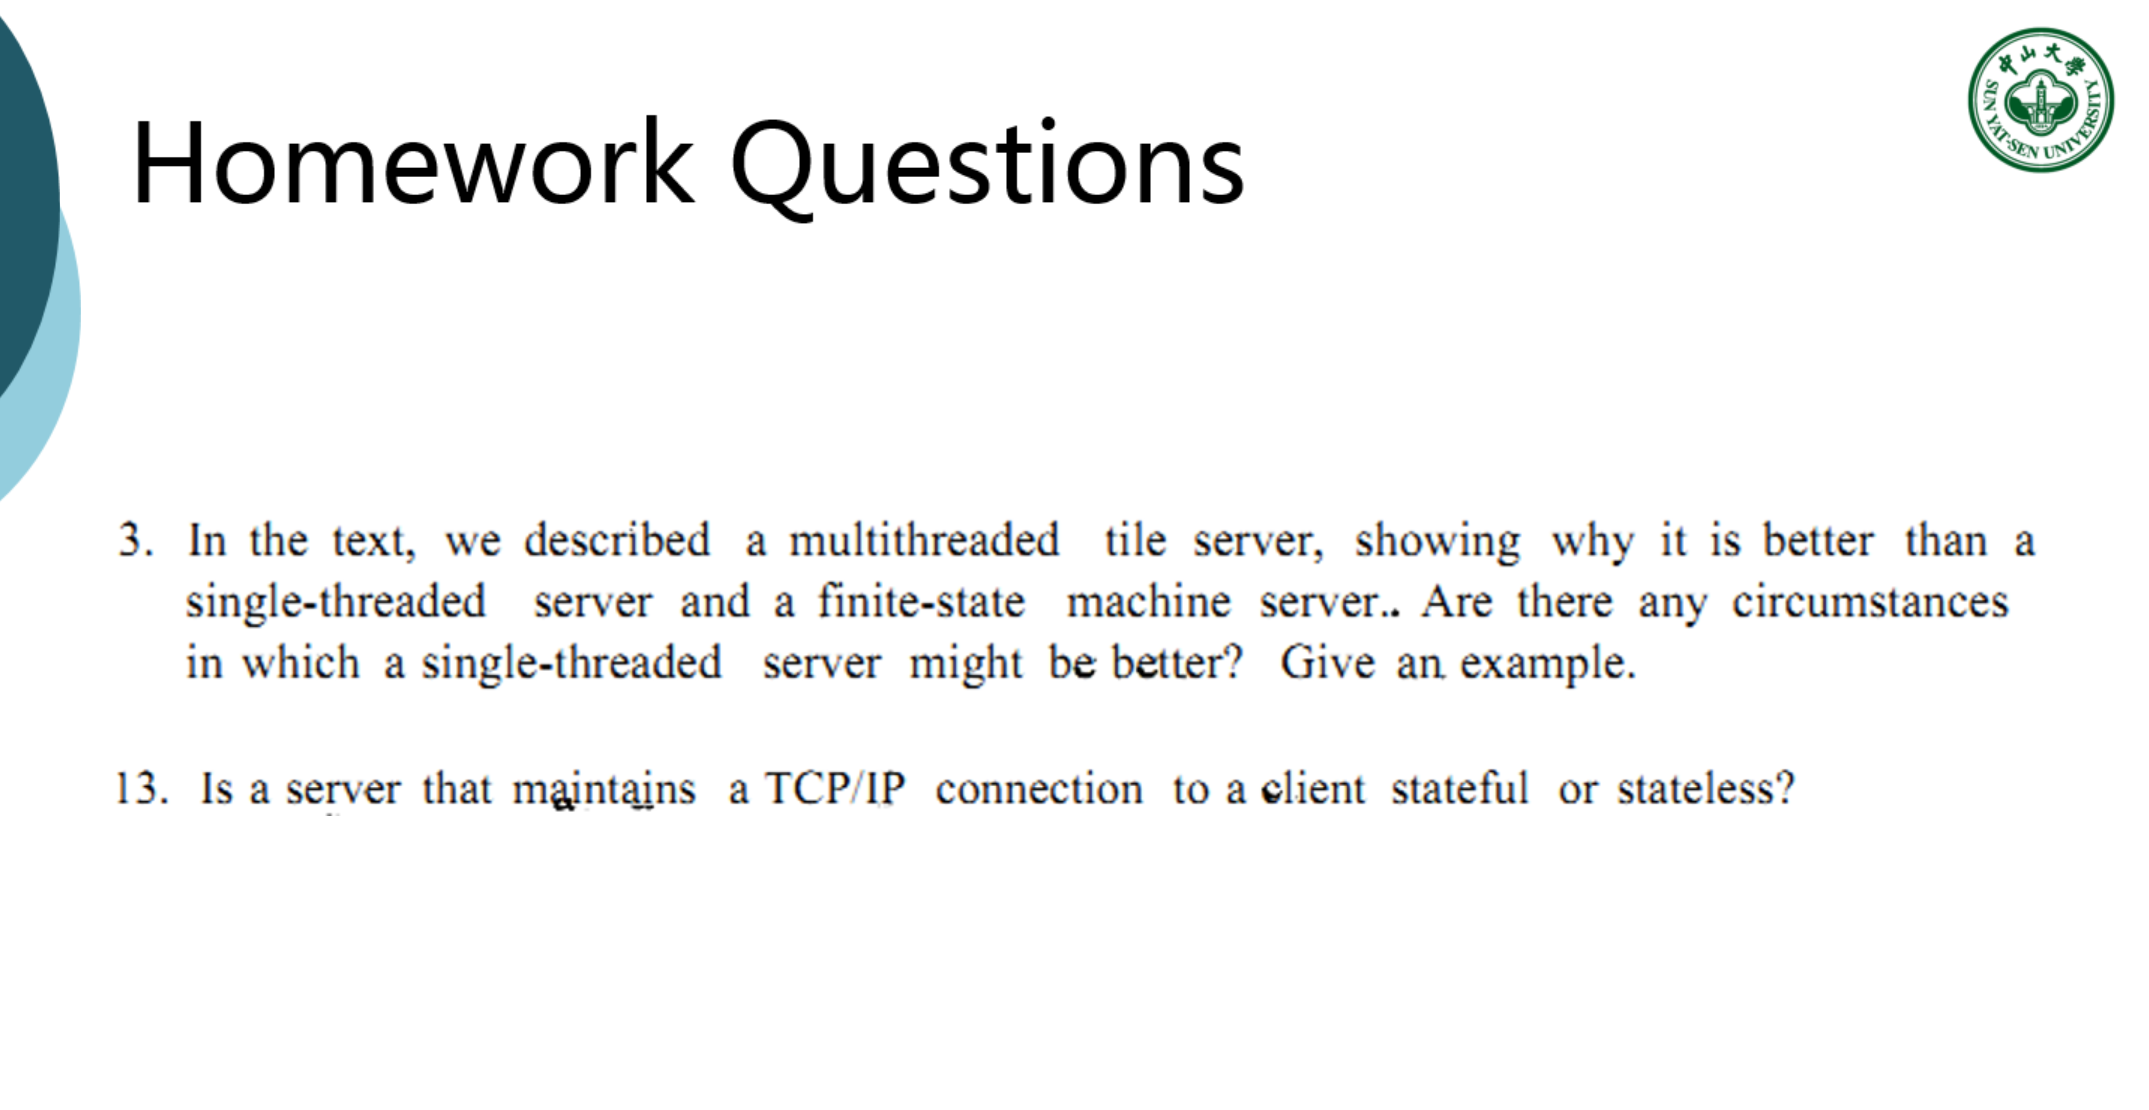 Homework Questions
中山大學
SUN YAT-SEN UNIVERSITY
3. In the text, we described a multithreaded tile server, showing why it is better than a
single-threaded server and a finite-state machine server.. Are there any circumstances
in which a single-threaded server might be better? Give an example.
13. Is a server that maintains a TCP/IP connection to a client stateful or stateless?